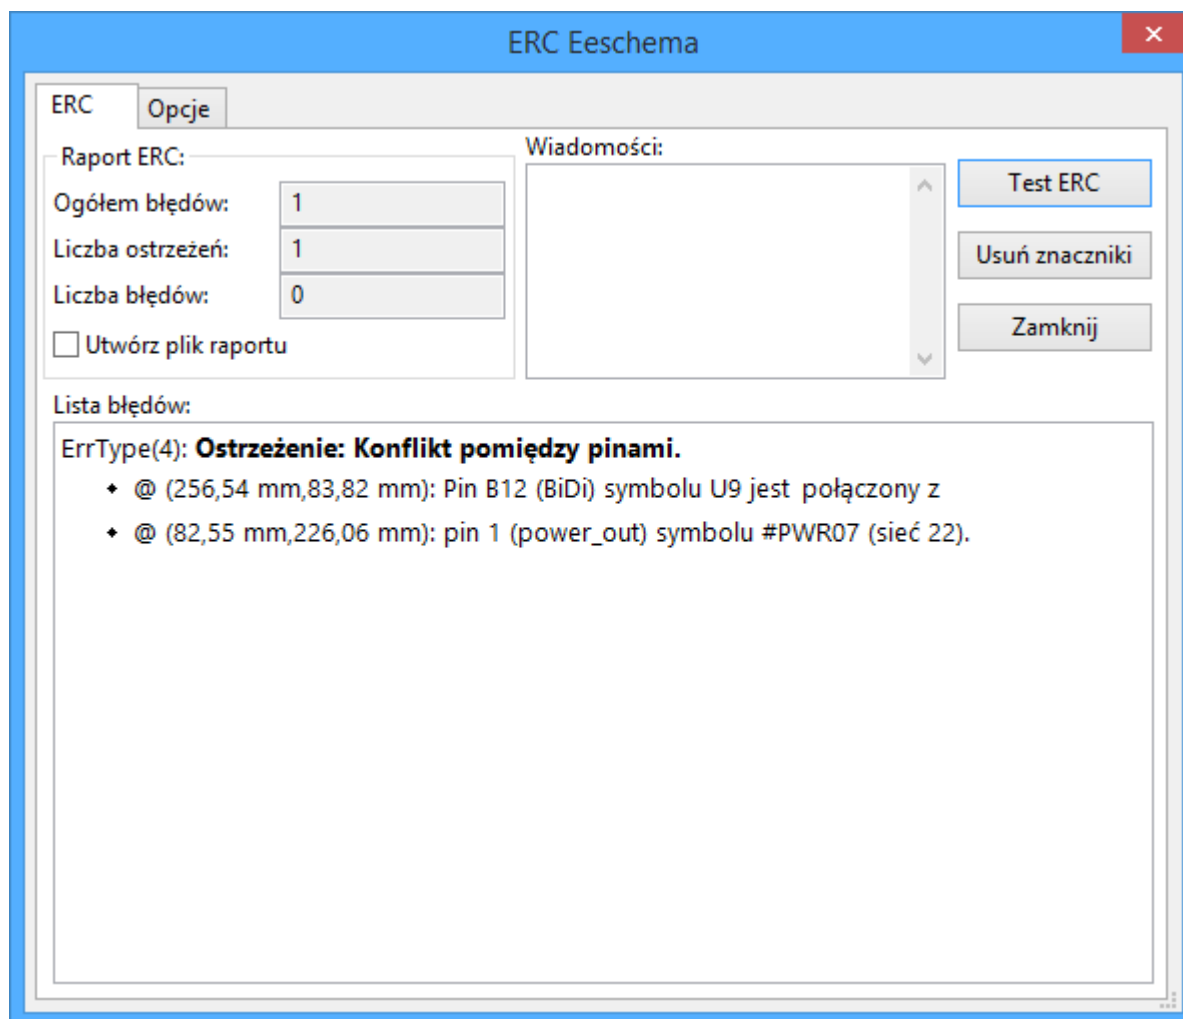 ERC Eeschema
ERC
Opcje
Raport ERC:
Ogółem błędów: 1
Liczba ostrzeżeń: 1
Liczba błędów: 0
Utwórz plik raportu
Wiadomości:
Test ERC
Usuń znaczniki
Zamknij
Lista błędów:
ErrType(4): Ostrzeżenie: Konflikt pomiędzy pinami.
@ (256,54 mm,83,82 mm): Pin B12 (BiDi) symbolu U9 jest połączony z
@ (82,55 mm,226,06 mm): pin 1 (power_out) symbolu #PWR07 (sieć 22).